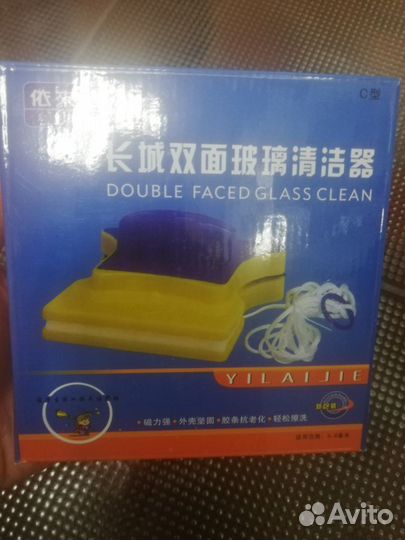 依
C型
长城双面玻璃清洁器
DOUBLE FACED GLASS CLEAN
YILAIJIE
·磁力强·外壳坚固·胶条抗老化·轻松擦洗
Avito